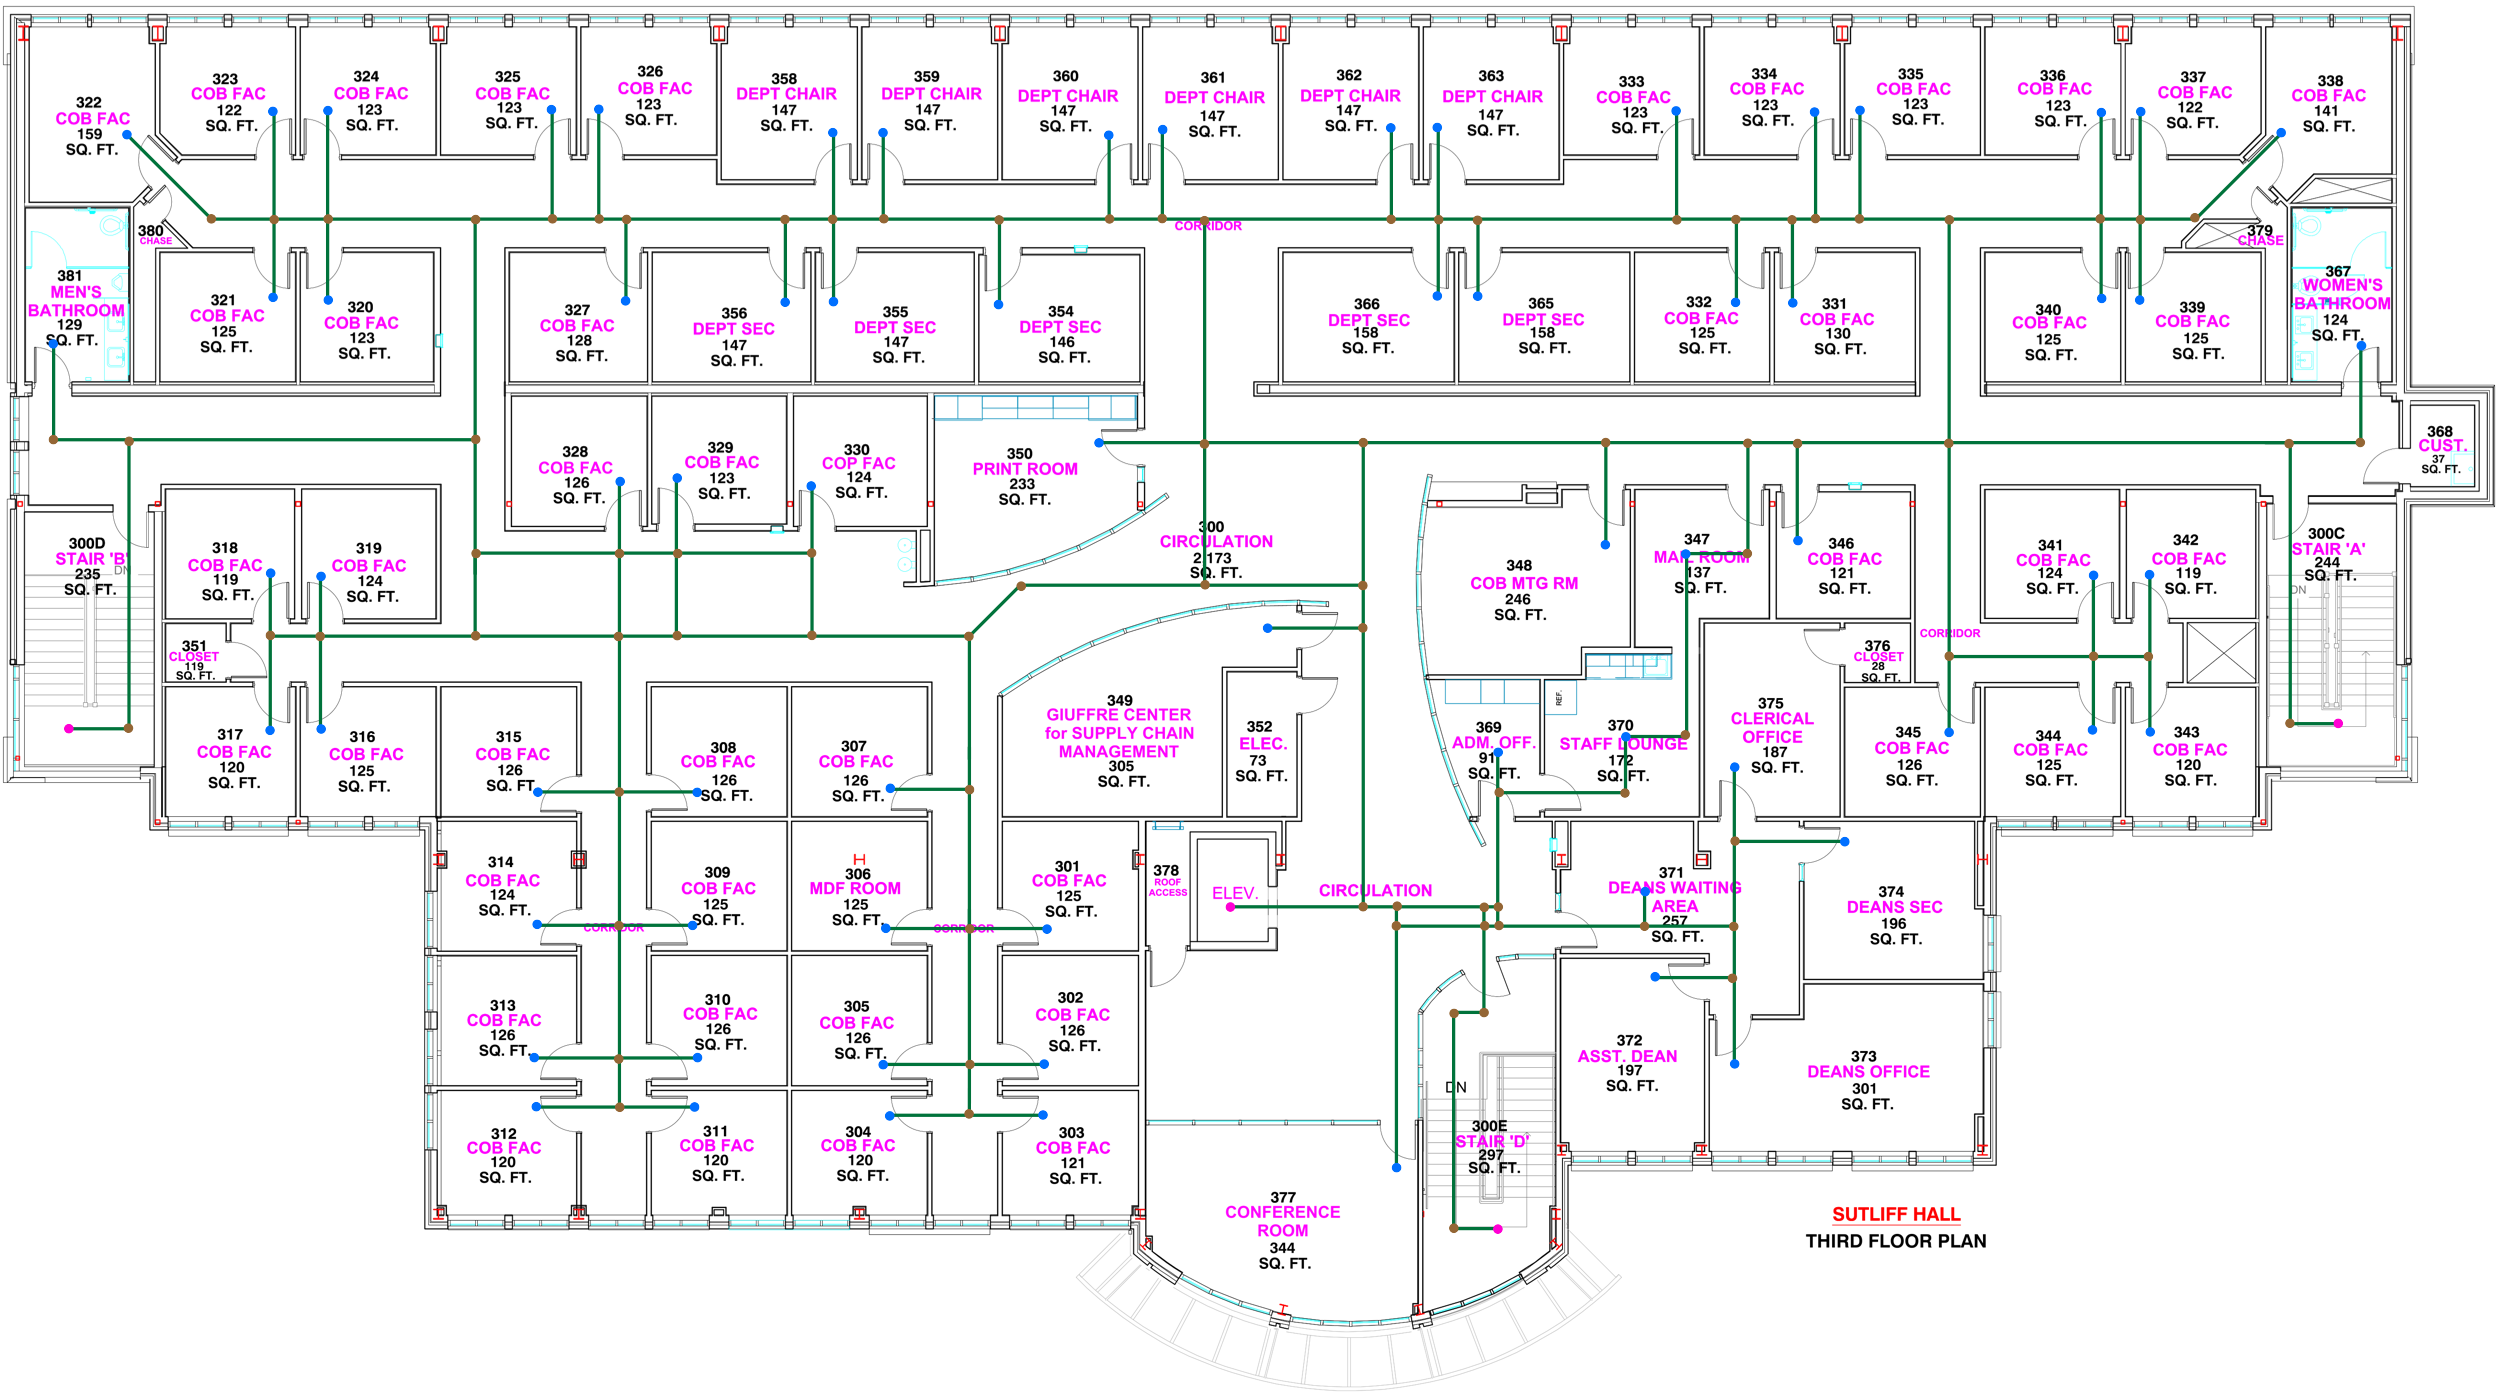 322
COB FAC
159
SQ. FT.
323
COB FAC
122
SQ. FT.
324
COB FAC
123
SQ. FT.
325
COB FAC
123
SQ. FT.
326
COB FAC
123
SQ. FT.
358
DEPT CHAIR
147
SQ. FT.
359
DEPT CHAIR
147
SQ. FT.
360
DEPT CHAIR
147
SQ. FT.
361
DEPT CHAIR
147
SQ. FT.
362
DEPT CHAIR
147
SQ. FT.
363
DEPT CHAIR
147
SQ. FT.
333
COB FAC
123
SQ. FT.
334
COB FAC
123
SQ. FT.
335
COB FAC
123
SQ. FT.
336
COB FAC
123
SQ. FT.
337
COB FAC
122
SQ. FT.
338
COB FAC
141
SQ. FT.
380
CHASE
CORRIDOR
379
CHASE
381
MEN'S
BATHROOM
129
SQ. FT.
321
COB FAC
125
SQ. FT.
320
COB FAC
123
SQ. FT.
327
COB FAC
128
SQ. FT.
356
DEPT SEC
147
SQ. FT.
355
DEPT SEC
147
SQ. FT.
354
DEPT SEC
146
SQ. FT.
366
DEPT SEC
158
SQ. FT.
365
DEPT SEC
158
SQ. FT.
332
COB FAC
125
SQ. FT.
331
COB FAC
130
SQ. FT.
340
COB FAC
125
SQ. FT.
339
COB FAC
125
SQ. FT.
367
WOMEN'S
BATHROOM
124
SQ. FT.
328
COB FAC
126
SQ. FT.
329
COB FAC
123
SQ. FT.
330
COP FAC
124
SQ. FT.
350
PRINT ROOM
233
SQ. FT.
368
CUST.
37
SQ. FT.
300D
STAIR 'B'
DN
235
SQ. FT.
318
COB FAC
119
SQ. FT.
319
COB FAC
124
SQ. FT.
300
CIRCULATION
2,173
SQ. FT.
348
COB MTG RM
246
SQ. FT.
347
MAIL ROOM
137
SQ. FT.
346
COB FAC
121
SQ. FT.
341
COB FAC
124
SQ. FT.
342
COB FAC
119
SQ. FT.
300C
STAIR 'A'
244
SQ. FT.
DN
351
CLOSET
119
SQ. FT.
CORRIDOR
376
CLOSET
28
SQ. FT.
317
COB FAC
120
SQ. FT.
316
COB FAC
125
SQ. FT.
315
COB FAC
126
SQ. FT.
308
COB FAC
126
SQ. FT.
307
COB FAC
126
SQ. FT.
349
GIUFFRE CENTER
for SUPPLY CHAIN
MANAGEMENT
305
SQ. FT.
352
ELEC.
73
SQ. FT.
369
ADM. OFF.
91
SQ. FT.
REF.
370
STAFF LOUNGE
172
SQ. FT.
375
CLERICAL
OFFICE
187
SQ. FT.
345
COB FAC
126
SQ. FT.
344
COB FAC
125
SQ. FT.
343
COB FAC
120
SQ. FT.
314
COB FAC
124
SQ. FT.
309
COB FAC
125
SQ. FT.
306
MDF ROOM
125
SQ. FT.
301
COB FAC
125
SQ. FT.
378
ROOF
ACCESS
ELEV.
CIRCULATION
371
DEANS WAITING
AREA
257
SQ. FT.
374
DEANS SEC
196
SQ. FT.
CORRIDOR
CORRIDOR
313
COB FAC
126
SQ. FT.
310
COB FAC
126
SQ. FT.
305
COB FAC
126
SQ. FT.
302
COB FAC
126
SQ. FT.
372
ASST. DEAN
197
SQ. FT.
373
DEANS OFFICE
301
SQ. FT.
312
COB FAC
120
SQ. FT.
311
COB FAC
120
SQ. FT.
304
COB FAC
120
SQ. FT.
303
COB FAC
121
SQ. FT.
DN
300E
STAIR 'D'
297
SQ. FT.
377
CONFERENCE
ROOM
344
SQ. FT.
SUTLIFF HALL
THIRD FLOOR PLAN